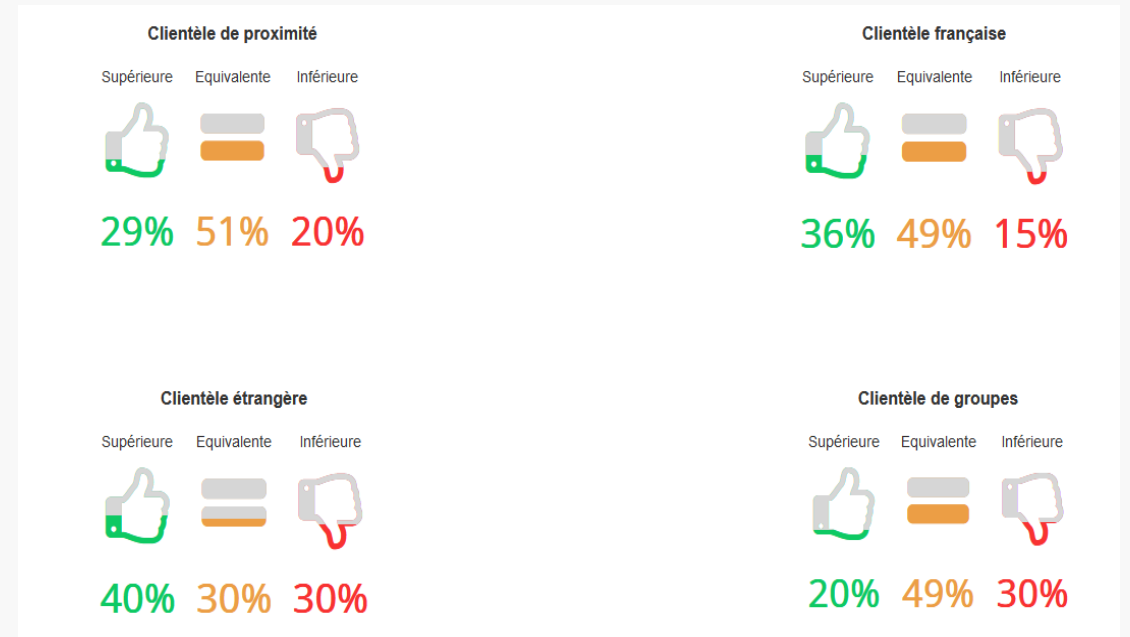 Clientèle de proximité
Supérieure Equivalente Inférieure
29% 51% 20%
Clientèle française
Supérieure Equivalente Inférieure
36% 49% 15%
Clientèle étrangère
Supérieure Equivalente Inférieure
40% 30% 30%
Clientèle de groupes
Supérieure Equivalente Inférieure
20% 49% 30%